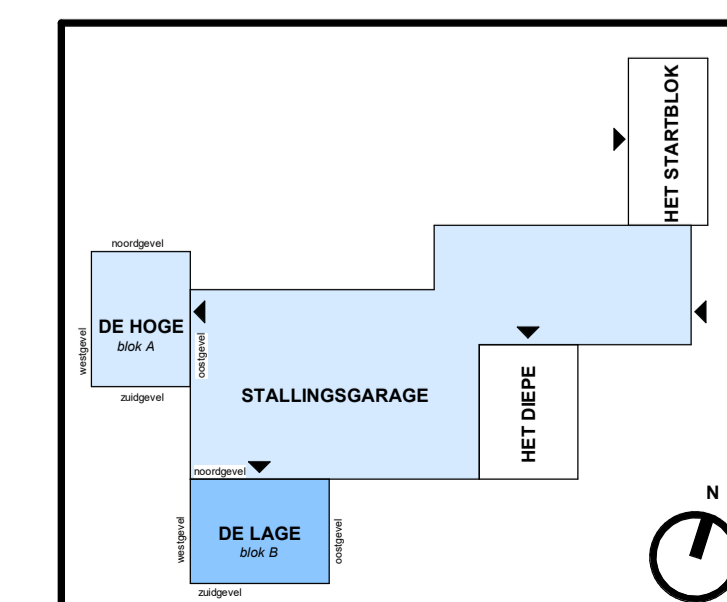 HET STARTBLOK
noordgevel
DE HOGE
blok A
westgevel
oostgevel
zuidgevel
STALLINGSGARAGE
HET DIEPE
noordgevel
DE LAGE
blok B
westgevel
oostgevel
zuidgevel
N